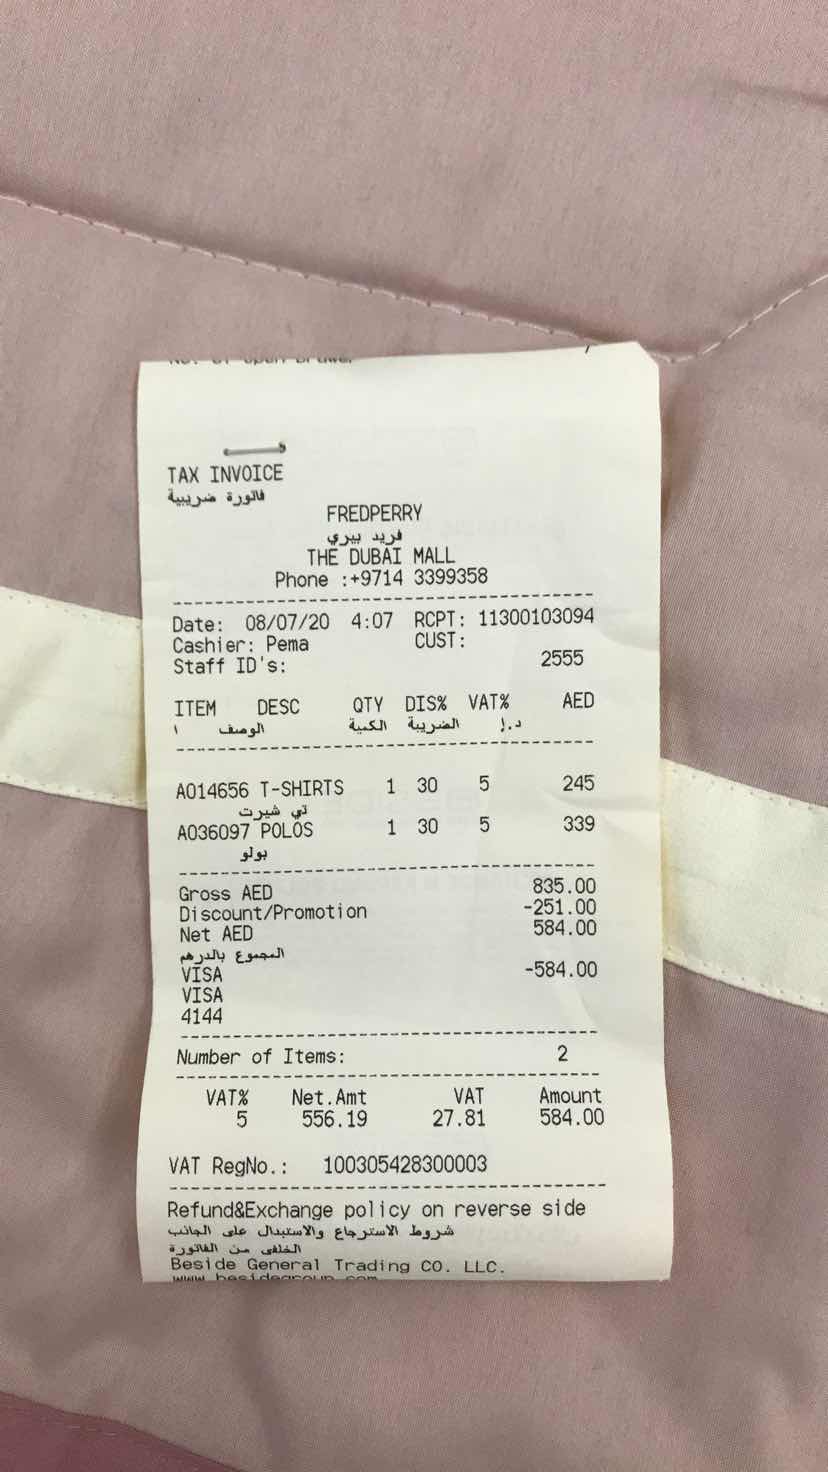 TAX INVOICE
فاتورة ضريبية
FREDPERRY
فريد بيري
THE DUBAI MALL
Phone :+9714 3399358
Date: 08/07/20 4:07 RCPT: 11300103094
Cashier: Pema CUST:
Staff ID's: 2555
ITEM DESC QTY DIS% VAT% AED
ا الوصف الكمية الضريبة د.إ
A014656 T-SHIRTS 1 30 5 245
تي شيرت
A036097 POLOS 1 30 5 339
بولو
Gross AED 835.00
Discount/Promotion -251.00
Net AED 584.00
المجموع بالدرهم
VISA -584.00
VISA
4144
Number of Items: 2
VAT% Net.Amt VAT Amount
5 556.19 27.81 584.00
VAT RegNo.: 100305428300003
Refund&Exchange policy on reverse side
شروط الاسترجاع والاستبدال على الجانب
الخلفى من الفاتورة
Beside General Trading CO. LLC.
www.besidegroup.com